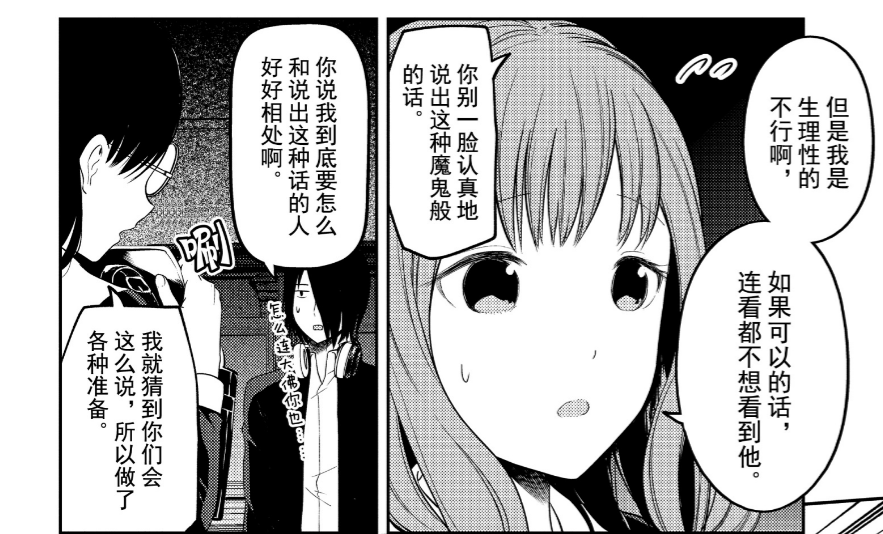 但是我是
生理性的
不行啊，
如果可以的话，
连看都不想看到他。
你别一脸认真地
说出这种魔鬼般
的话。
你说我到底要怎么
和说出这种话的人
好好相处啊。
怎么连大佛你也……
唰
我就猜到你们会
这么说，所以做了
各种准备。